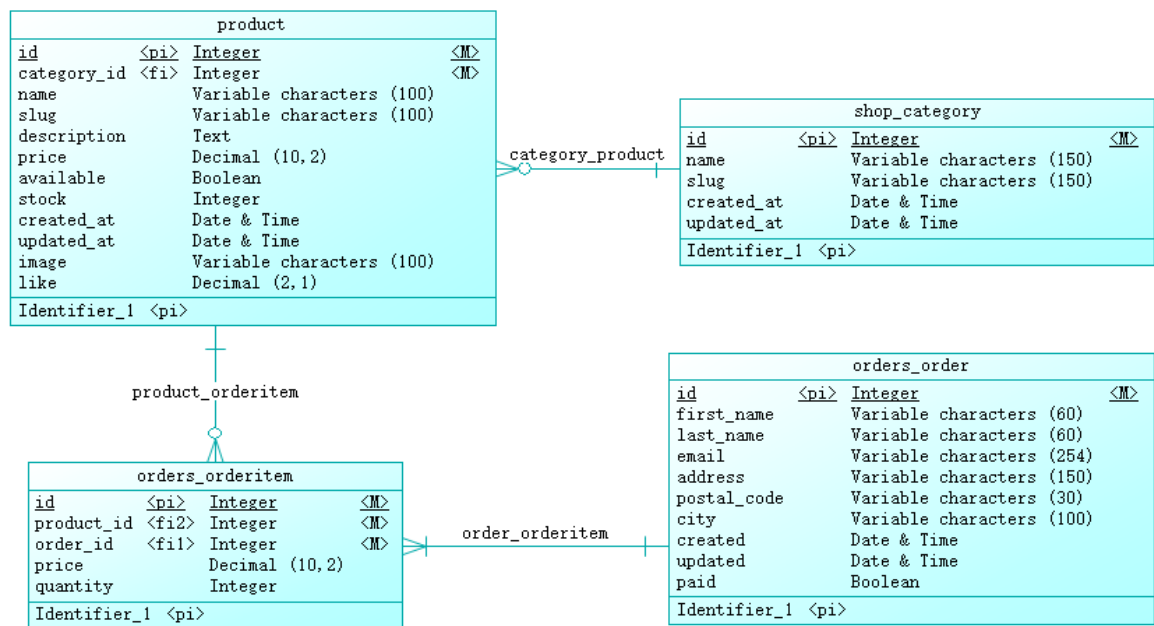 product
id <pi> Integer <M>
category_id <fi> Integer <M>
name Variable characters (100)
slug Variable characters (100)
description Text
price Decimal (10,2)
available Boolean
stock Integer
created_at Date & Time
updated_at Date & Time
image Variable characters (100)
like Decimal (2,1)
Identifier_1 <pi>
category_product
shop_category
id <pi> Integer <M>
name Variable characters (150)
slug Variable characters (150)
created_at Date & Time
updated_at Date & Time
Identifier_1 <pi>
product_orderitem
orders_orderitem
id <pi> Integer <M>
product_id <fi2> Integer <M>
order_id <fi1> Integer <M>
price Decimal (10,2)
quantity Integer
Identifier_1 <pi>
order_orderitem
orders_order
id <pi> Integer <M>
first_name Variable characters (60)
last_name Variable characters (60)
email Variable characters (254)
address Variable characters (150)
postal_code Variable characters (30)
city Variable characters (100)
created Date & Time
updated Date & Time
paid Boolean
Identifier_1 <pi>